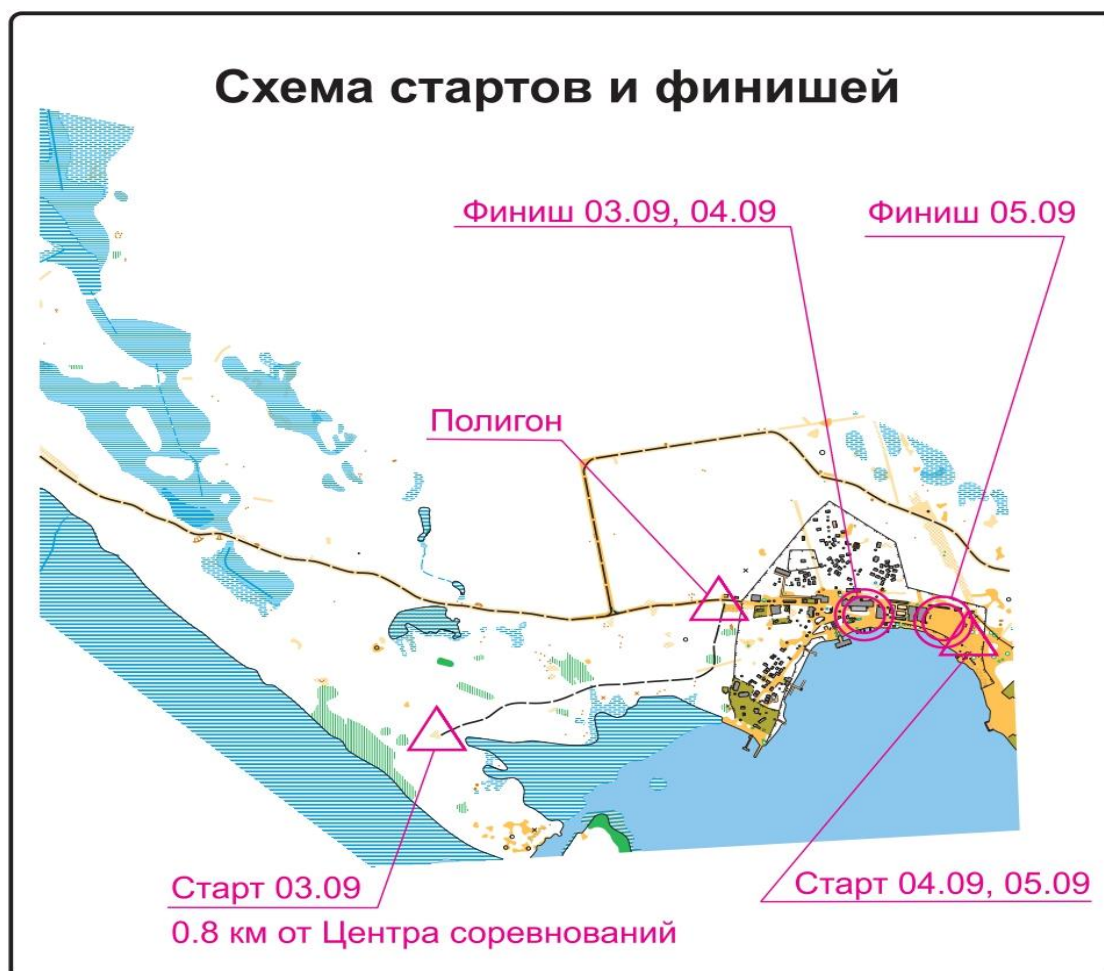 Схема стартов и финишей
Финиш 03.09, 04.09
Финиш 05.09
Полигон
Старт 03.09
0.8 км от Центра соревнований
Старт 04.09, 05.09